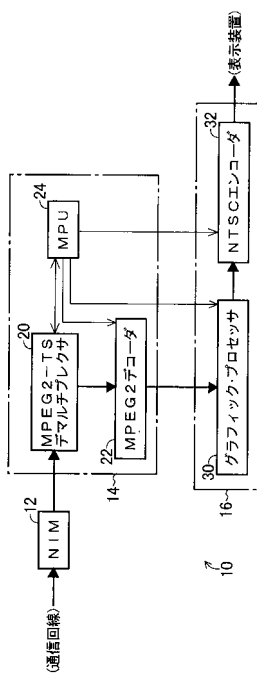 (通信回線)
12
NIM
20
MPEG2-TS
デマルチプレクサ
24
MPU
22
MPEG2デコーダ
14
30
グラフィック・プロセッサ
32
NTSCエンコーダ
(表示装置)
16
10